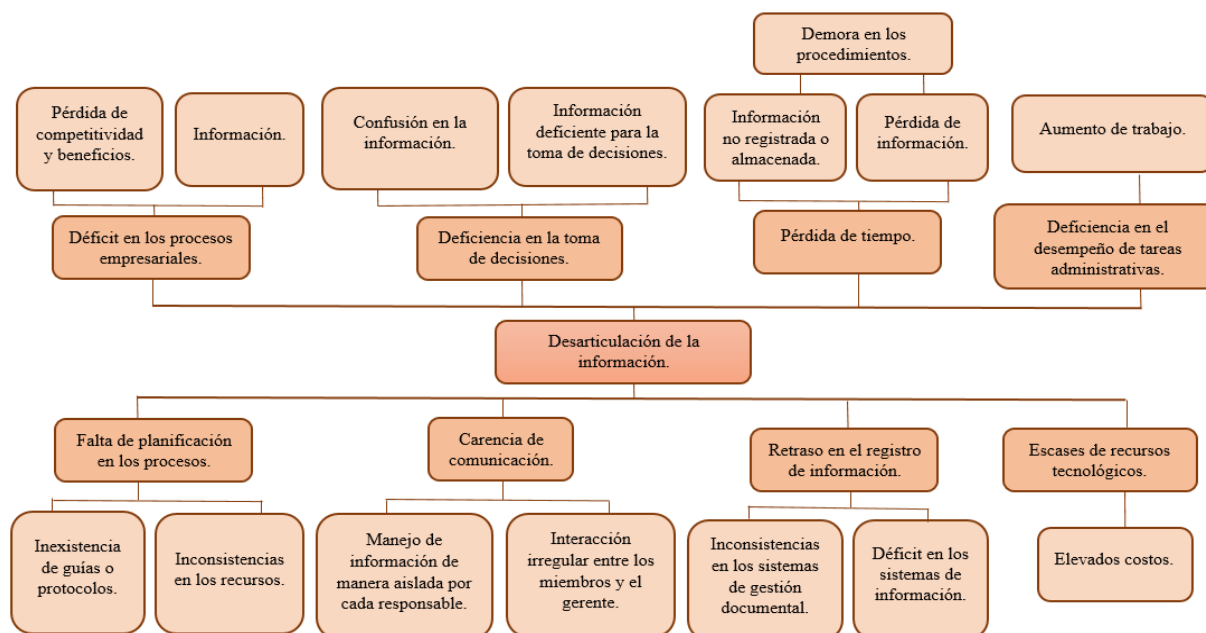 Demora en los
procedimientos.
Pérdida de
competitividad
y beneficios.
Información.
Confusión en la
información.
Información
deficiente para la
toma de decisiones.
Información
no registrada o
almacenada.
Pérdida de
información.
Aumento de trabajo.
Déficit en los procesos
empresariales.
Deficiencia en la toma
de decisiones.
Pérdida de tiempo.
Deficiencia en el
desempeño de tareas
administrativas.
Desarticulación de la
información.
Falta de planificación
en los procesos.
Carencia de
comunicación.
Retraso en el registro
de información.
Escases de recursos
tecnológicos.
Inexistencia
de guías o
protocolos.
Inconsistencias
en los recursos.
Manejo de
información de
manera aislada por
cada responsable.
Interacción
irregular entre los
miembros y el
gerente.
Inconsistencias
en los sistemas
de gestión
documental.
Déficit en los
sistemas de
información.
Elevados costos.